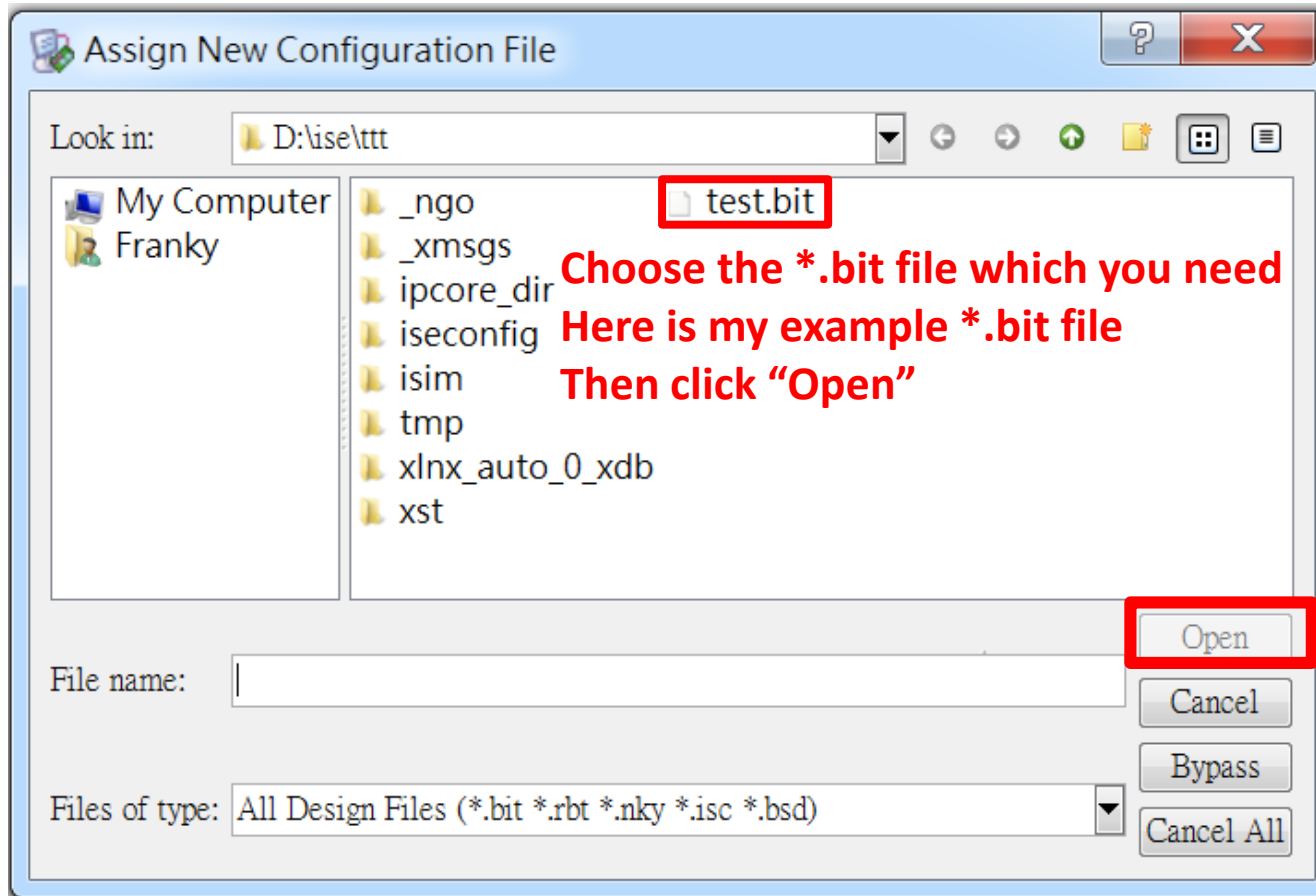 Assign New Configuration File
Look in: D:\ise\ttt
My Computer
Franky
_ngo
_xmsgs
ipcore_dir
iseconfig
isim
tmp
xlnx_auto_0_xdb
xst
test.bit
Choose the *.bit file which you need
Here is my example *.bit file
Then click “Open”
Open
File name:
Cancel
Bypass
Files of type: All Design Files (*.bit *.rbt *.nky *.isc *.bsd)
Cancel All